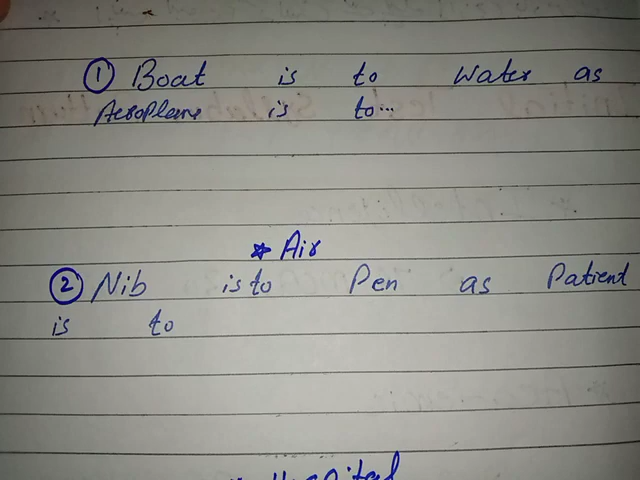 ① Boat is to Water as
Aeroplane is to...
* Air
② Nib is to Pen as Patient
is to
* Hospital